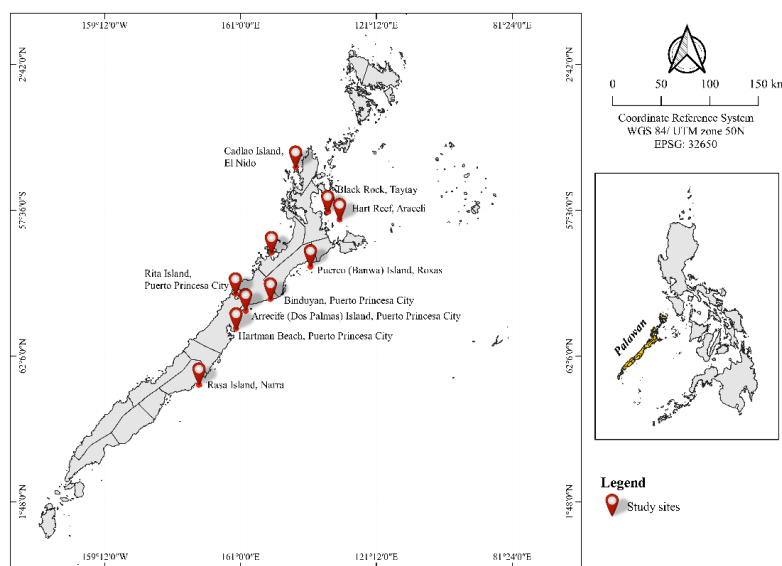 159°12'0"W 161°0'0"W 121°12'0"E 81°24'0"E
2°42'0"N
57°36'0"N
62°6'0"N
1°48'0"N
2°42'0"N
57°36'0"N
62°6'0"N
1°48'0"N
Cadlao Island,
El Nido
Black Rock, Taytay
Hart Reef, Araceli
Puerco (Banwa) Island, Roxas
Rita Island,
Puerto Princesa City
Binduyan, Puerto Princesa City
Arrecife (Dos Palmas) Island, Puerto Princesa City
Hartman Beach, Puerto Princesa City
Rasa Island, Narra
159°12'0"W 161°0'0"W 121°12'0"E 81°24'0"E
0 50 100 150 km
Coordinate Reference System
WGS 84/ UTM zone 50N
EPSG: 32650
Palawan
Legend
Study sites